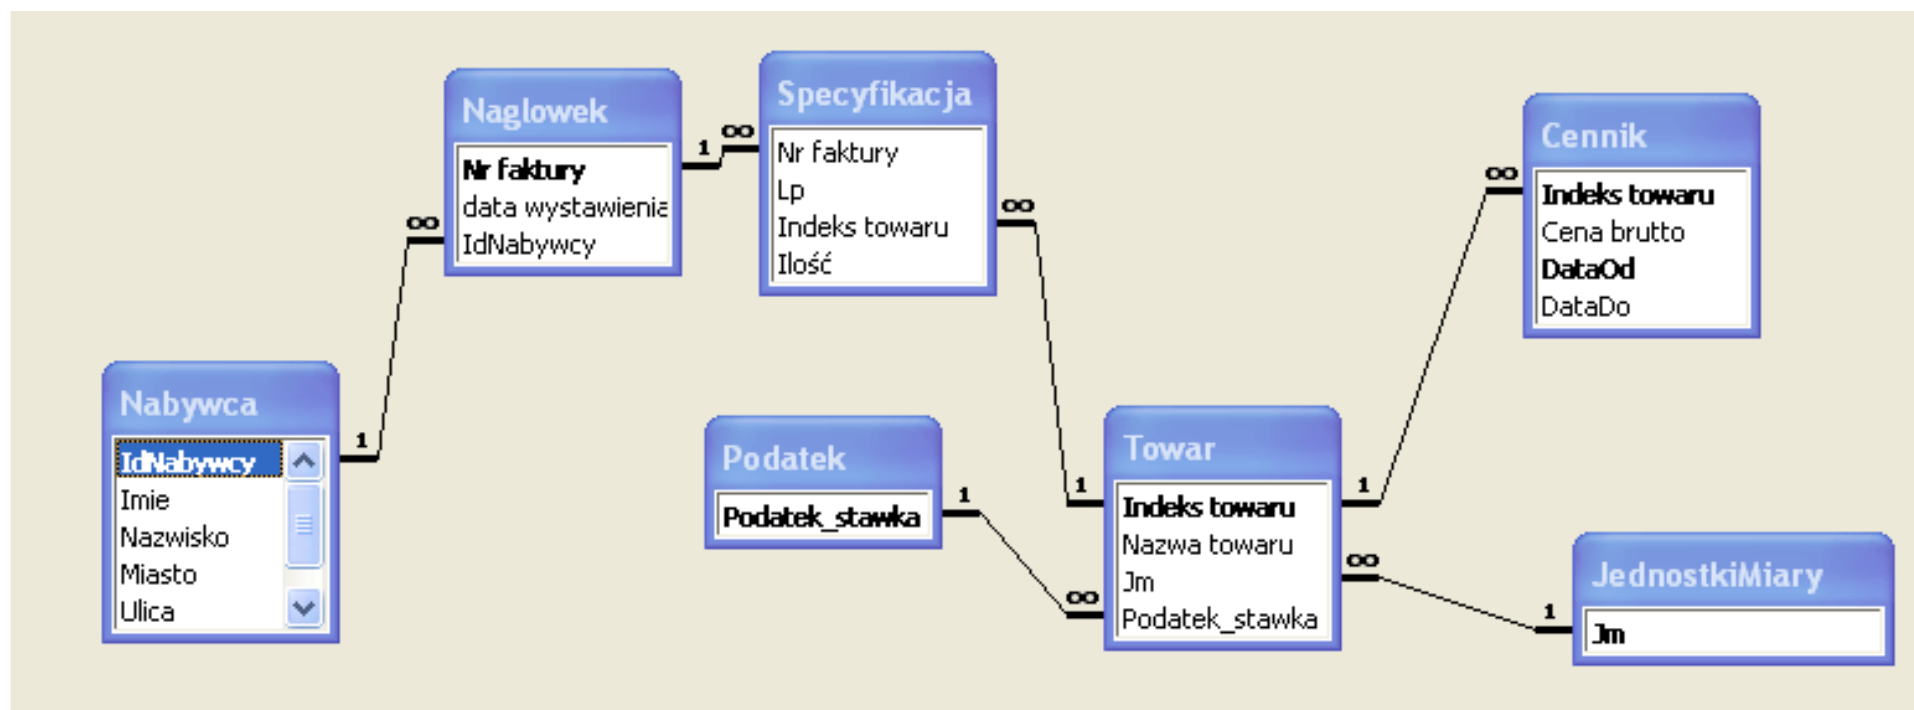 Naglowek
Nr faktury
data wystawienia
IdNabywcy
1
∞
Specyfikacja
Nr faktury
Lp
Indeks towaru
Ilość
∞
∞
Cennik
Indeks towaru
Cena brutto
DataOd
DataDo
∞
Nabywca
IdNabywcy
Imie
Nazwisko
Miasto
Ulica
1
Podatek
Podatek_stawka
1
Towar
Indeks towaru
Nazwa towaru
Jm
Podatek_stawka
1
∞
1
∞
JednostkiMiary
Jm
1